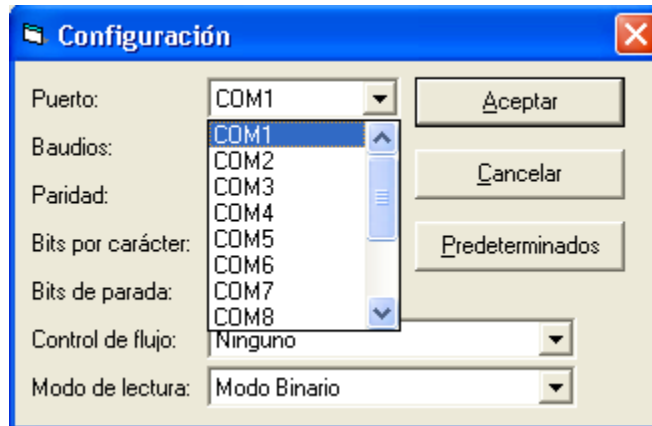 Configuración
Puerto: COM1 Aceptar
COM1
Baudios: COM2
COM3 Cancelar
Paridad: COM4
Bits por carácter: COM5 Predeterminados
COM6
Bits de parada: COM7
COM8
Control de flujo: Ninguno
Modo de lectura: Modo Binario